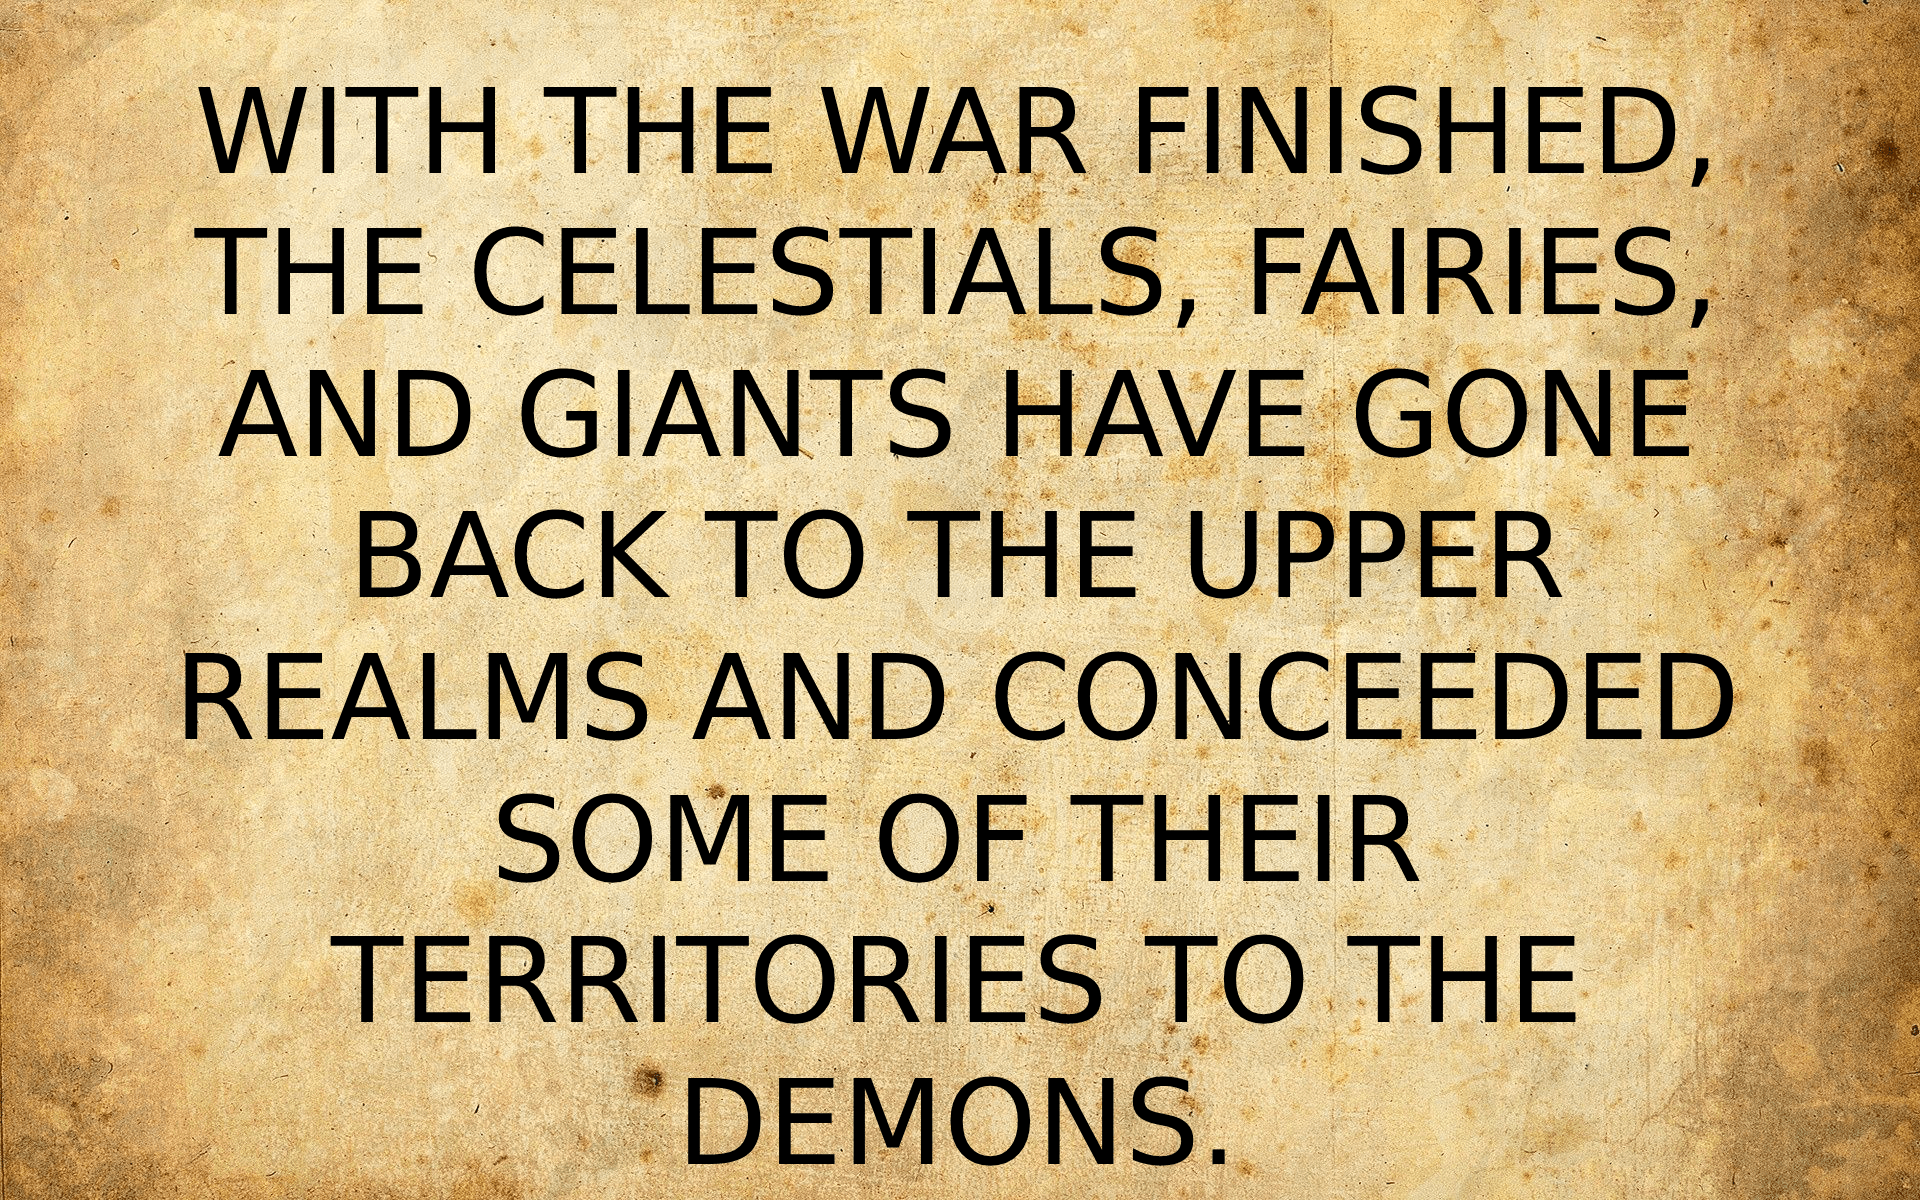 WITH THE WAR FINISHED,
THE CELESTIALS, FAIRIES,
AND GIANTS HAVE GONE
BACK TO THE UPPER
REALMS AND CONCEEDED
SOME OF THEIR
TERRITORIES TO THE
DEMONS.